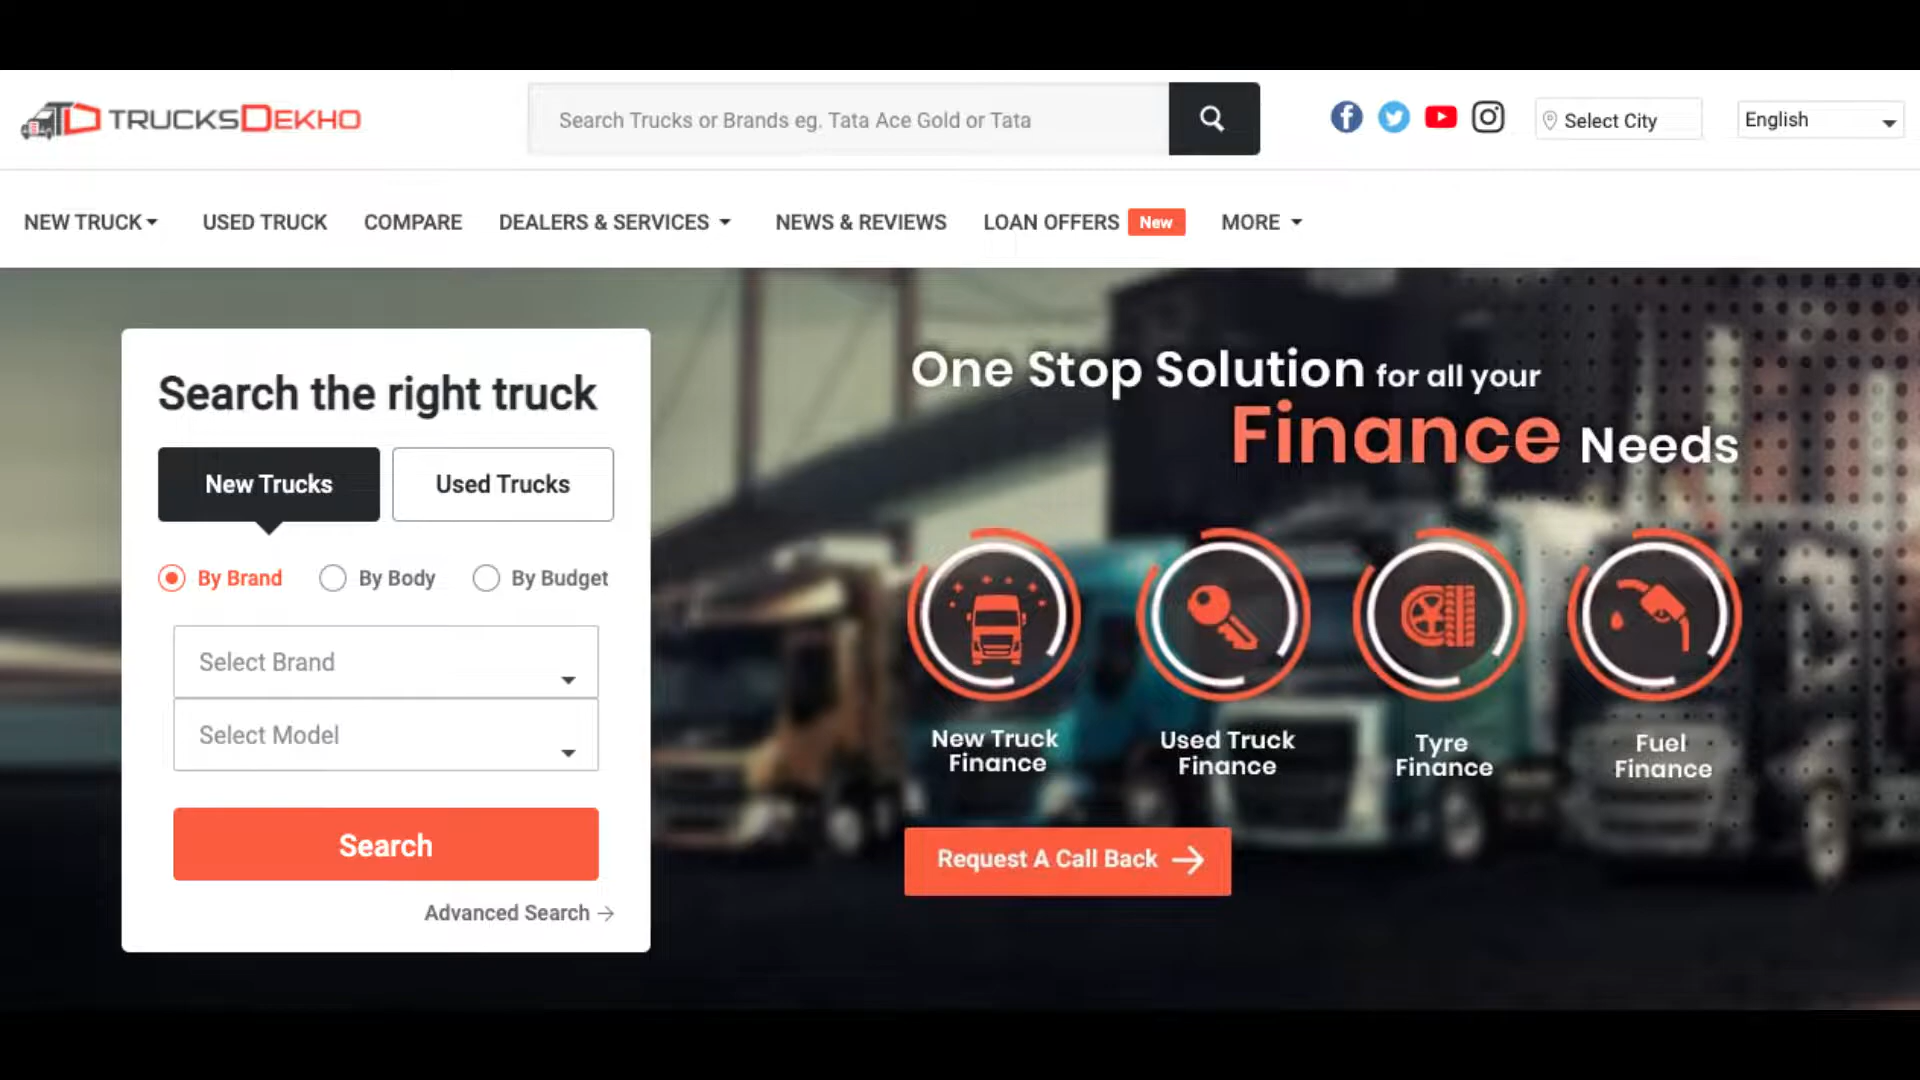 TRUCKSDEKHO
Search Trucks or Brands eg. Tata Ace Gold or Tata
Select City
English
NEW TRUCK
USED TRUCK
COMPARE
DEALERS & SERVICES
NEWS & REVIEWS
LOAN OFFERS New
MORE
Search the right truck
New Trucks
Used Trucks
By Brand
By Body
By Budget
Select Brand
Select Model
Search
Advanced Search
One Stop Solution for all your
Finance Needs
New Truck
Finance
Used Truck
Finance
Tyre
Finance
Fuel
Finance
Request A Call Back